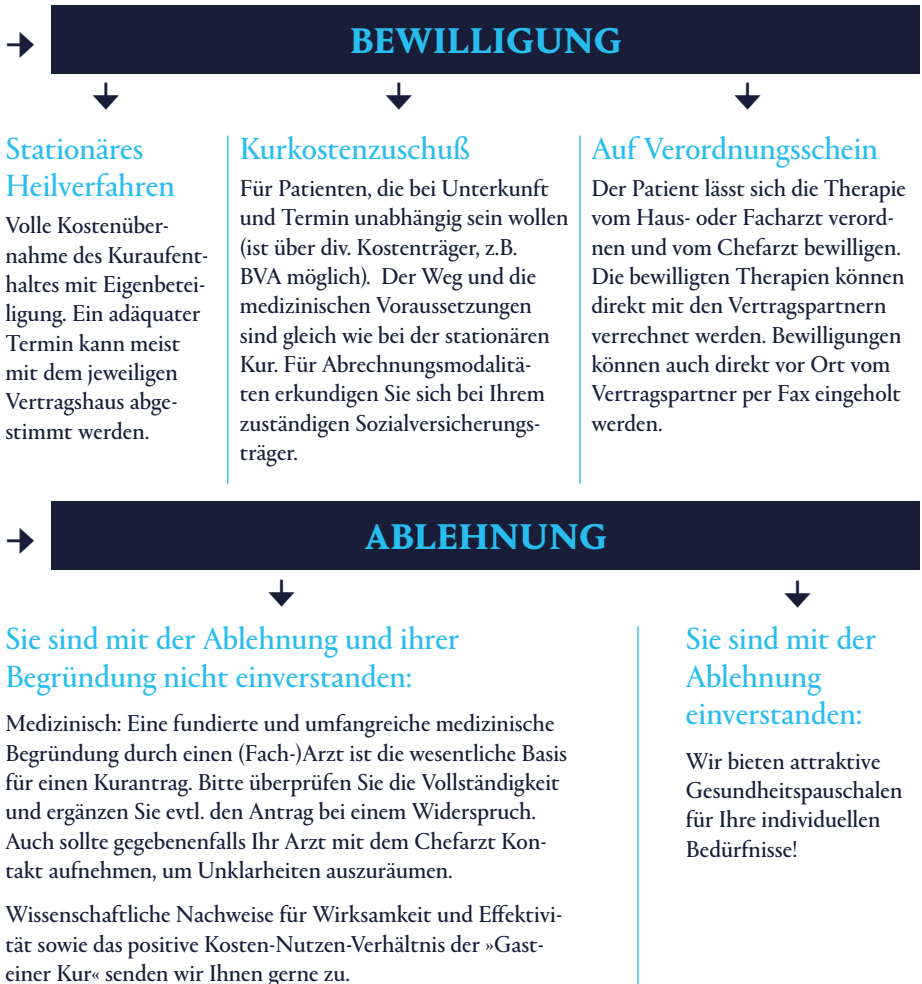 BEWILLIGUNG
Stationäres
Heilverfahren
Volle Kostenüber-
nahme des Kuraufent-
haltes mit Eigenbetei-
ligung. Ein adäquater
Termin kann meist
mit dem jeweiligen
Vertragshaus abge-
stimmt werden.
Kurkostenzuschuß
Für Patienten, die bei Unterkunft
und Termin unabhängig sein wollen
(ist über div. Kostenträger, z.B.
BVA möglich).  Der Weg und die
medizinischen Voraussetzungen
sind gleich wie bei der stationären
Kur. Für Abrechnungsmodalitä-
ten erkundigen Sie sich bei Ihrem
zuständigen Sozialversicherungs-
träger.
Auf Verordnungsschein
Der Patient lässt sich die Therapie
vom Haus- oder Facharzt verord-
nen und vom Chefarzt bewilligen.
Die bewilligten Therapien können
direkt mit den Vertragspartnern
verrechnet werden. Bewilligungen
können auch direkt vor Ort vom
Vertragspartner per Fax eingeholt
werden.
ABLEHNUNG
Sie sind mit der Ablehnung und ihrer
Begründung nicht einverstanden:
Medizinisch: Eine fundierte und umfangreiche medizinische
Begründung durch einen (Fach-)Arzt ist die wesentliche Basis
für einen Kurantrag. Bitte überprüfen Sie die Vollständigkeit
und ergänzen Sie evtl. den Antrag bei einem Widerspruch.
Auch sollte gegebenenfalls Ihr Arzt mit dem Chefarzt Kon-
takt aufnehmen, um Unklarheiten auszuräumen.
Wissenschaftliche Nachweise für Wirksamkeit und Effektivi-
tät sowie das positive Kosten-Nutzen-Verhältnis der »Gast-
einer Kur« senden wir Ihnen gerne zu.
Sie sind mit der
Ablehnung
einverstanden:
Wir bieten attraktive
Gesundheitspauschalen
für Ihre individuellen
Bedürfnisse!